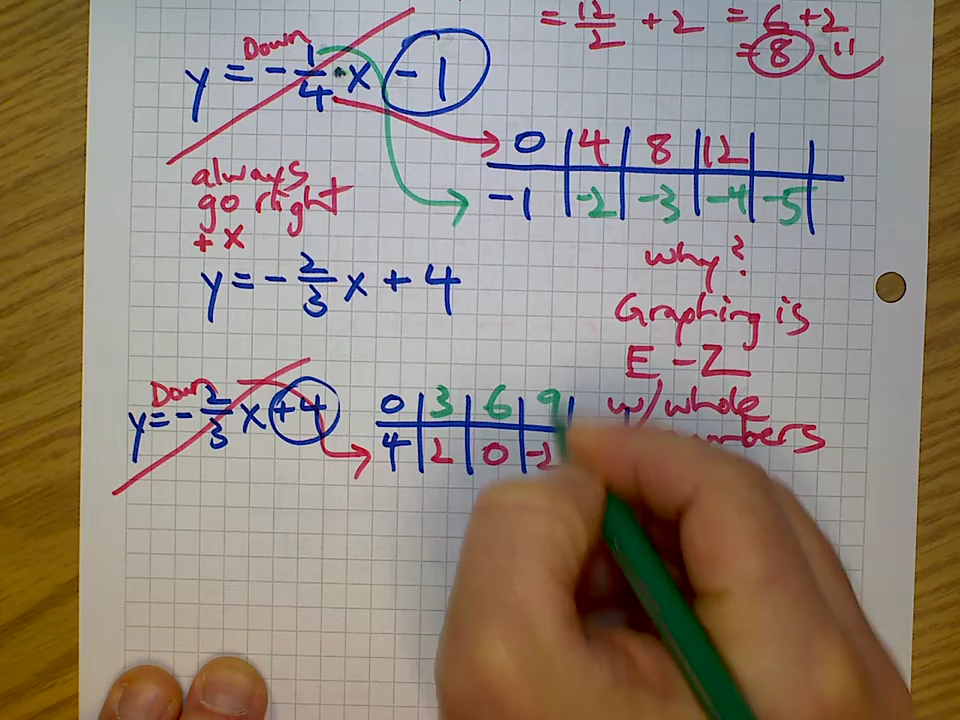 = 12/2 + 2 = 6 + 2
= 8
Down
y = - 1/4 · x - 1
0 | 4 | 8 | 12 |
-1 | -2 | -3 | -4 | -5 |
always
go right
+ x
why?
y = - 2/3 x + 4
Graphing is
E - Z
w/ whole
Down
y = - 2/3 x + 4
0 | 3 | 6 | 9
4 | 2 | 0 | -2